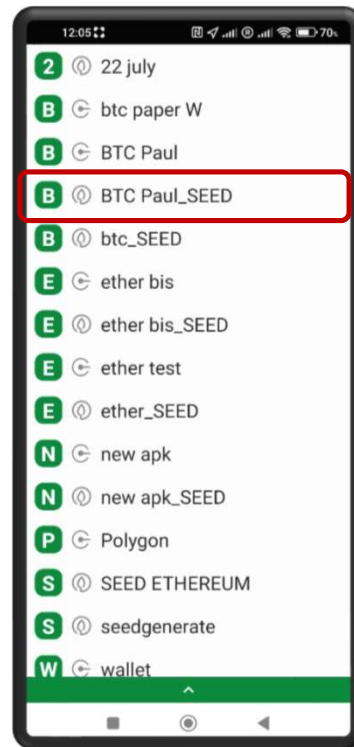 12:05 70%
2 22 july
B btc paper W
B BTC Paul
B BTC Paul_SEED
B btc_SEED
E ether bis
E ether bis_SEED
E ether test
E ether_SEED
N new apk
N new apk_SEED
P Polygon
S SEED ETHEREUM
S seedgenerate
W wallet